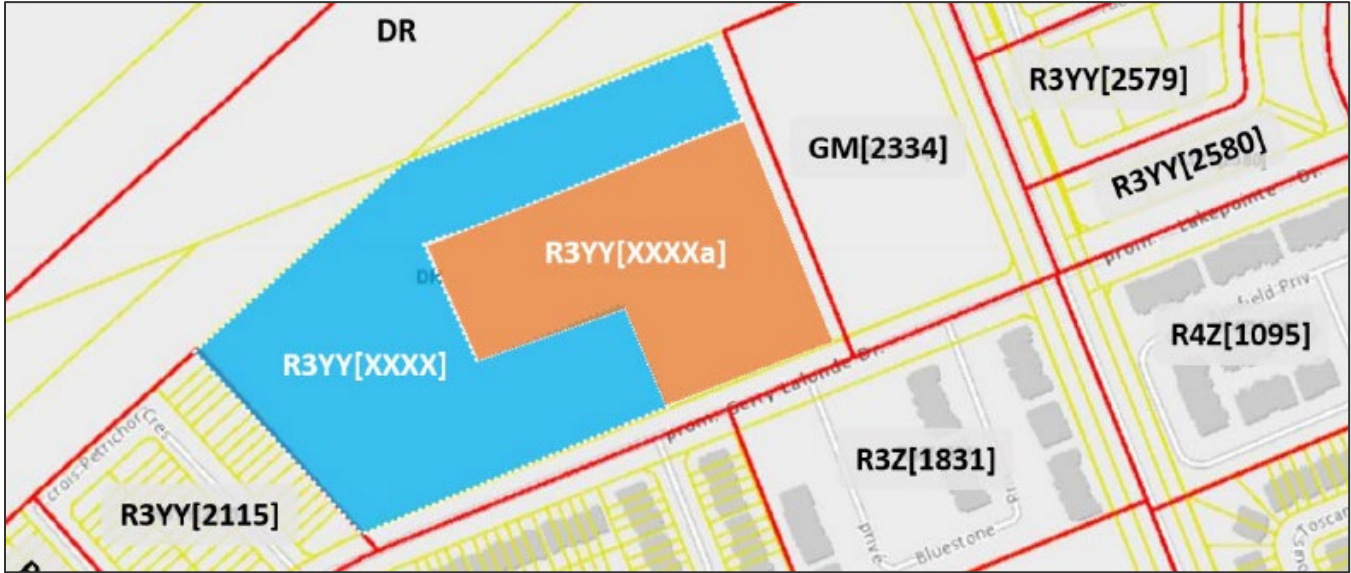 DR
R3YY[2579]
GM[2334]
R3YY[2580]
prom. Lakepointe Dr.
R3YY[XXXXa]
DR
R4Z[1095]
R3YY[XXXX]
prom. Gerry Lalonde Dr.
crois Petrichor Cres
R3Z[1831]
R3YY[2115]
privé
Bluestone